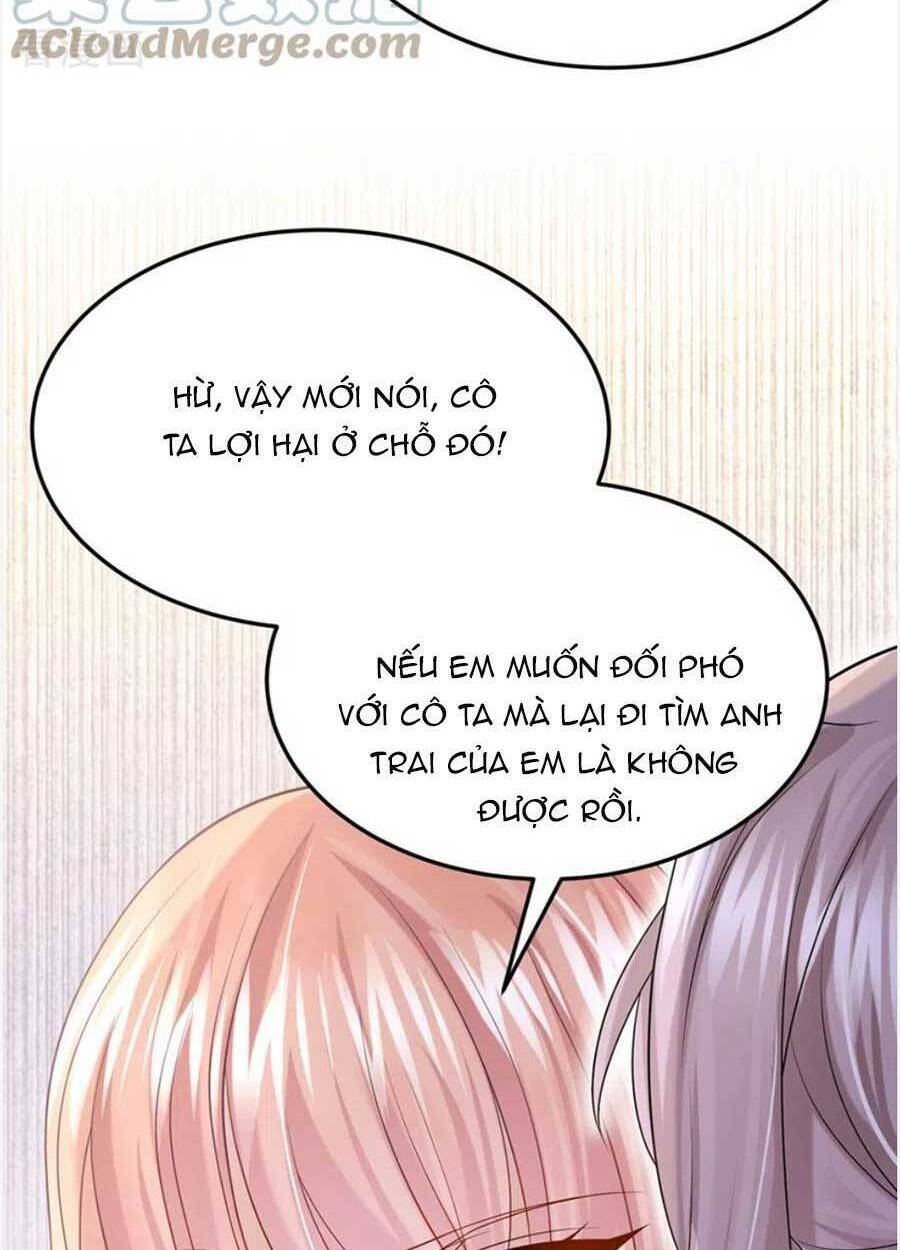 AcloudMerge.com
HỪ, VẬY MỚI NÓI, CÔ
TA LỢI HẠI Ở CHỖ ĐÓ!
NẾU EM MUỐN ĐỐI PHÓ
VỚI CÔ TA MÀ LẠI ĐI TÌM ANH
TRAI CỦA EM LÀ KHÔNG
ĐƯỢC RỒI.